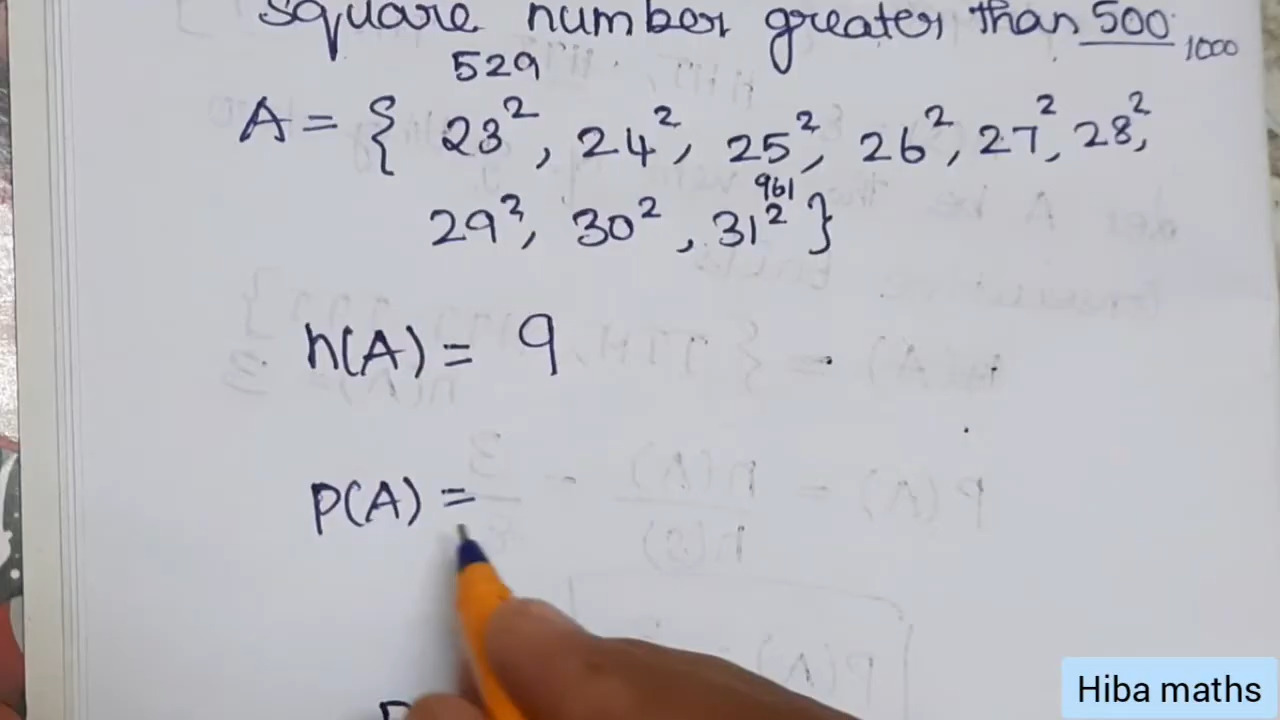 square number greater than 500 1000
529
A = { 23², 24², 25², 26², 27², 28²,
961
29², 30², 31² }
n(A) = 9
P(A) =
Hiba maths